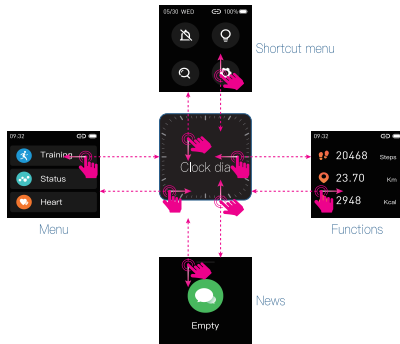 05/30 WED 100%
Shortcut menu
09:32
Training
Status
Heart
Menu
Clock dia
09:32
20468 Steps
23.70 Km
2948 Kcal
Functions
Empty
News